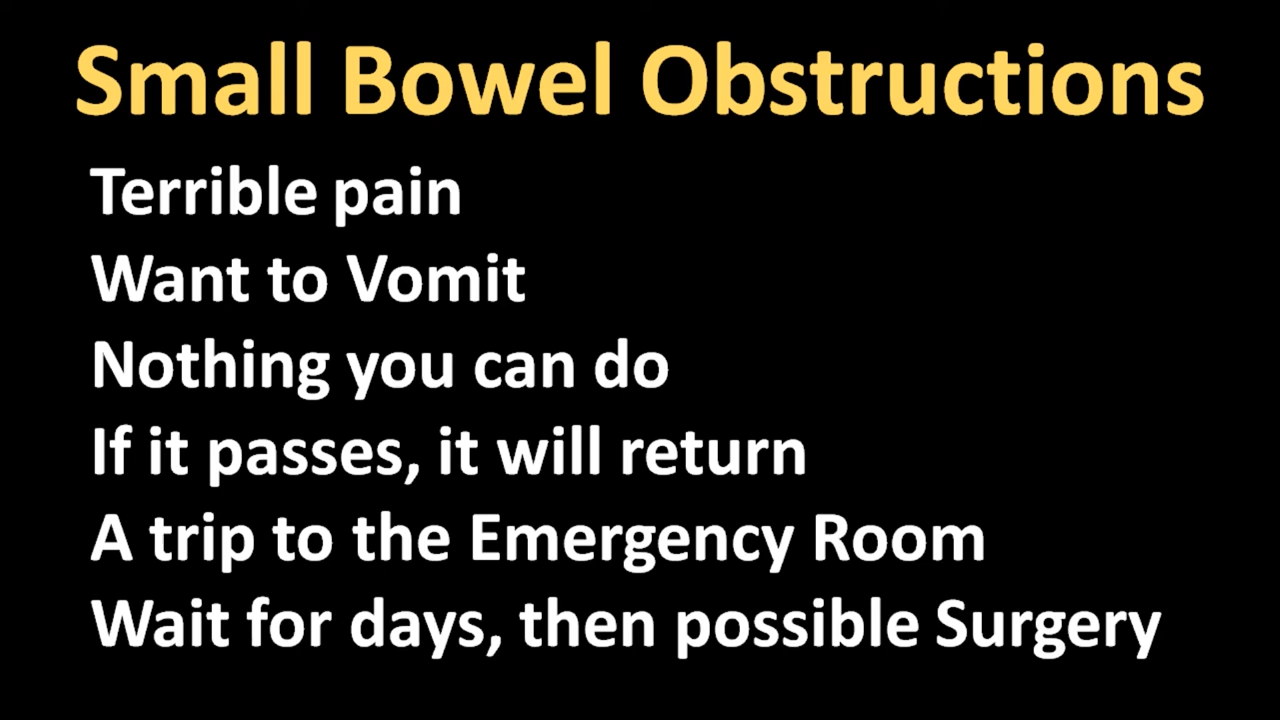 Small Bowel Obstructions
Terrible pain
Want to Vomit
Nothing you can do
If it passes, it will return
A trip to the Emergency Room
Wait for days, then possible Surgery